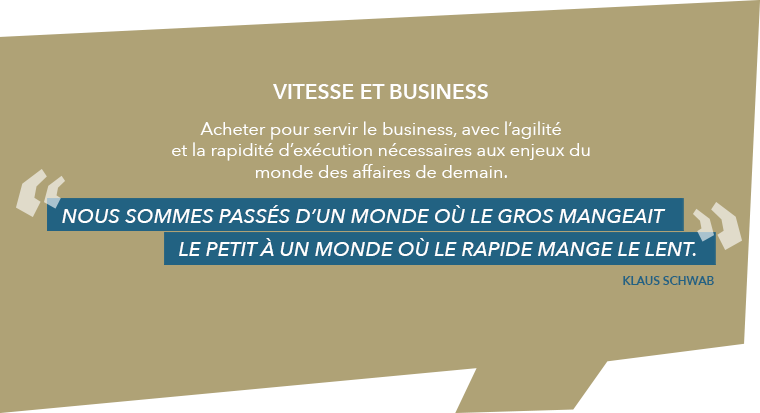 VITESSE ET BUSINESS
Acheter pour servir le business, avec l’agilité
et la rapidité d’exécution nécessaires aux enjeux du
monde des affaires de demain.
“ NOUS SOMMES PASSÉS D’UN MONDE OÙ LE GROS MANGEAIT
LE PETIT À UN MONDE OÙ LE RAPIDE MANGE LE LENT. ”
KLAUS SCHWAB